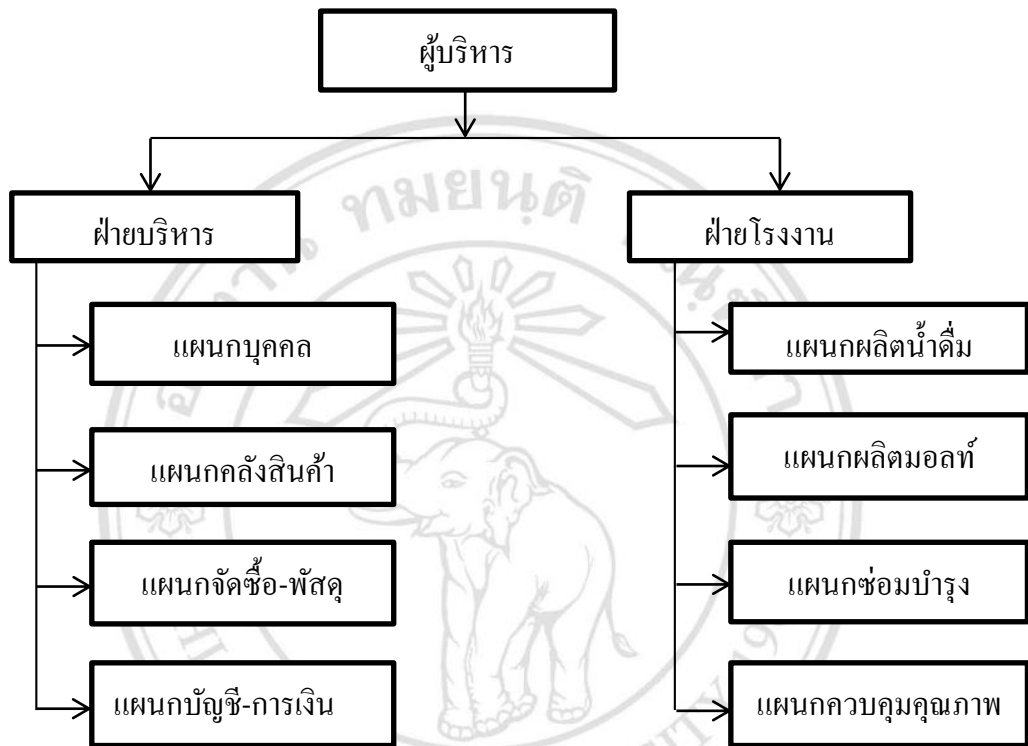 ผู้บริหาร
ฝ่ายบริหาร
ฝ่ายโรงงาน
แผนกบุคคล
แผนกคลังสินค้า
แผนกจัดซื้อ-พัสดุ
แผนกบัญชี-การเงิน
แผนกผลิตน้ำดื่ม
แผนกผลิตมอลท์
แผนกซ่อมบำรุง
แผนกควบคุมคุณภาพ
ทมยนฺติ